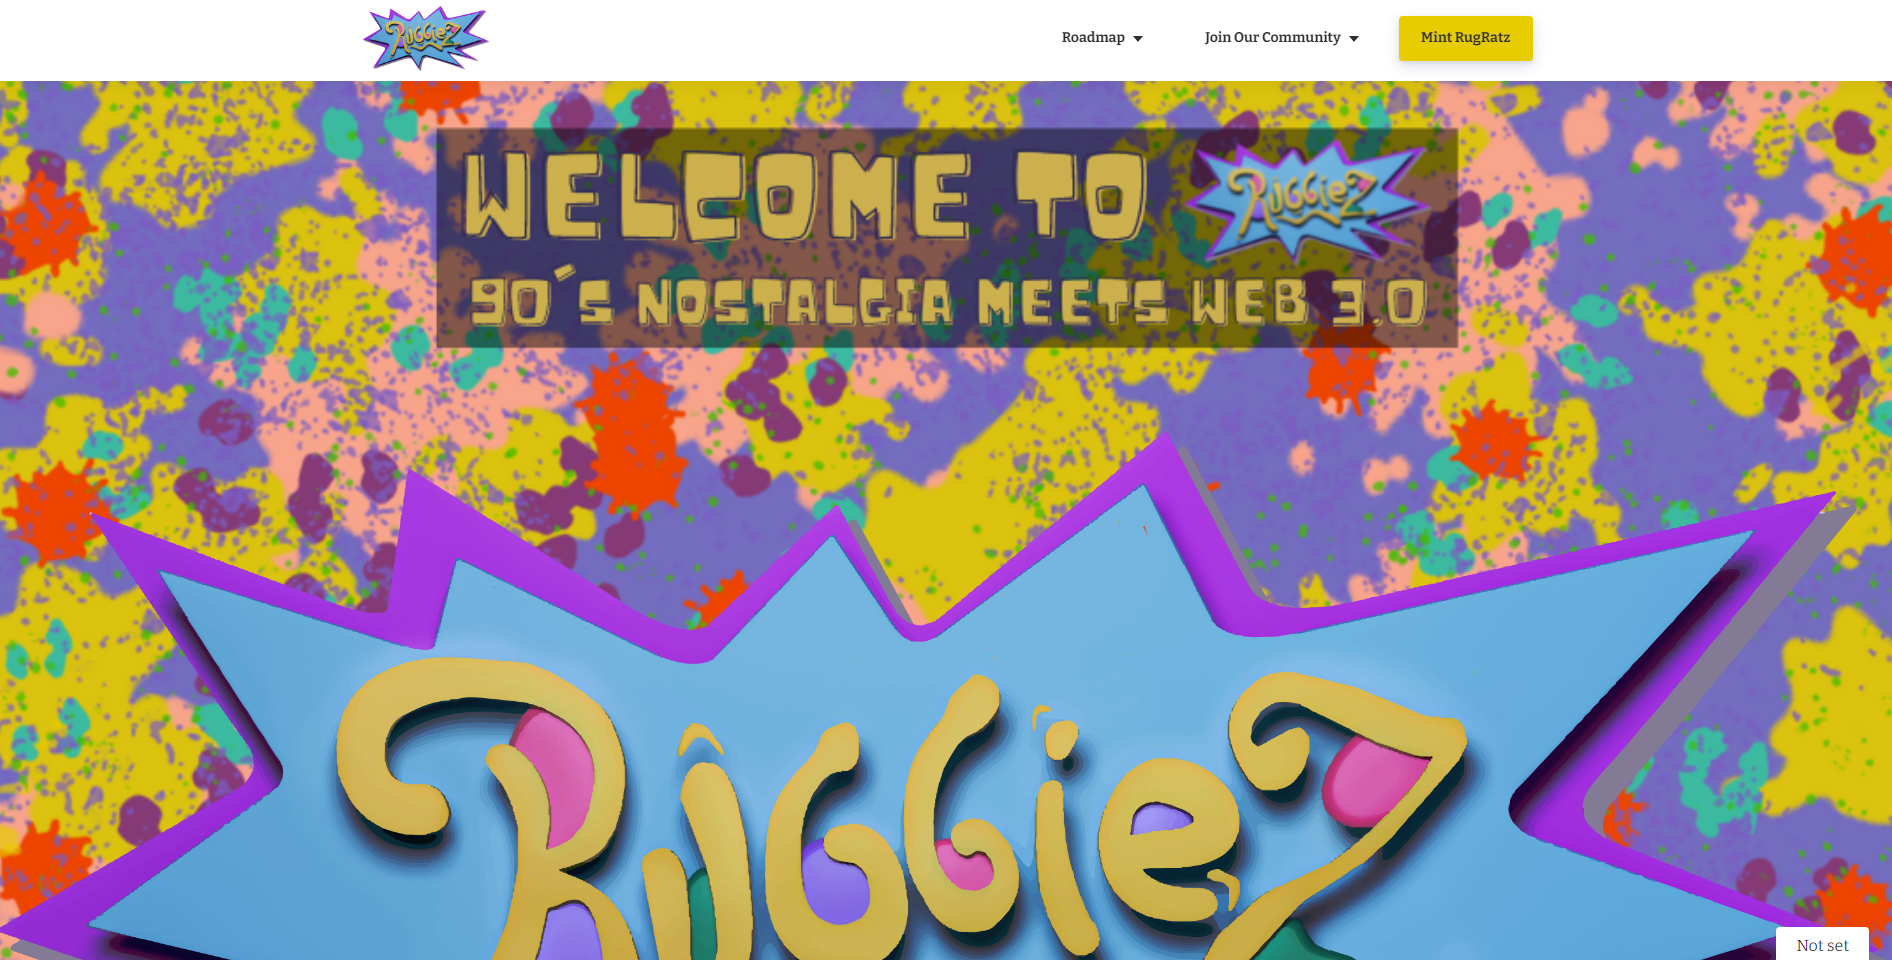 RuGGieZ
Roadmap
Join Our Community
Mint RugRatz
WELCOME TO RuGGieZ
90's NOSTALGIA MEETS WEB 3.0
RuGGieZ
Not set